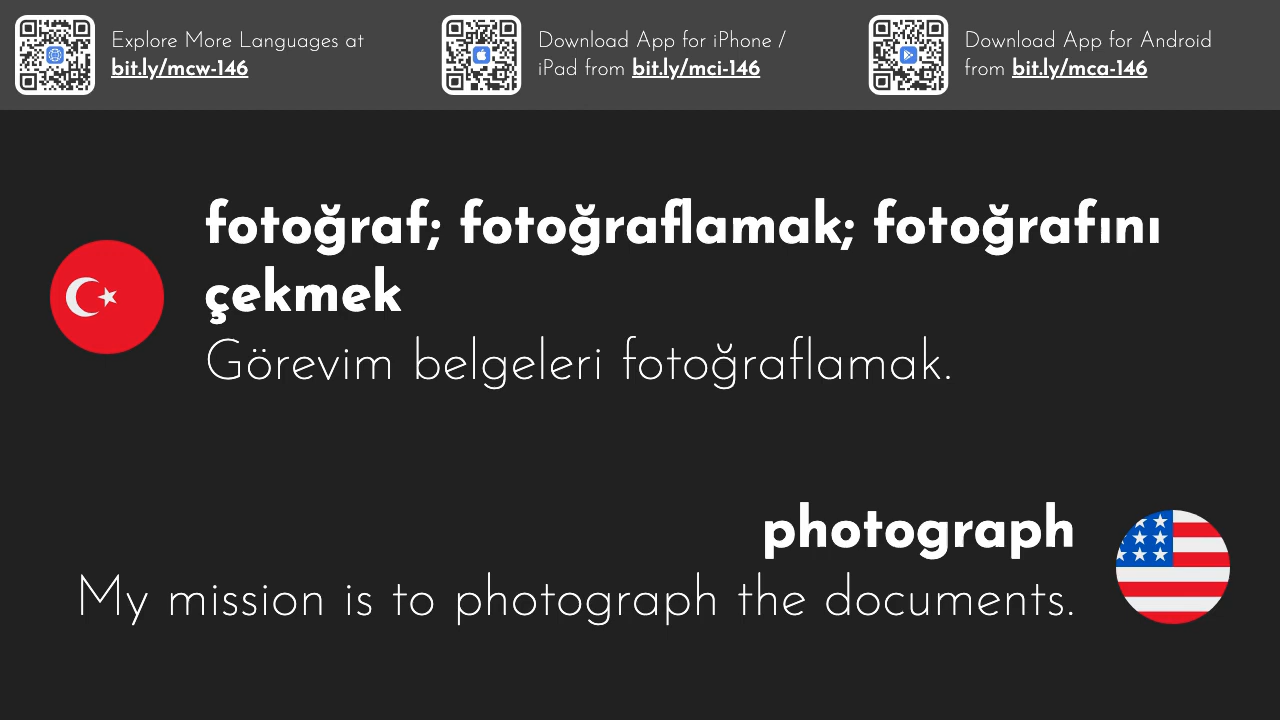 Explore More Languages at
bit.ly/mcw-146
Download App for iPhone /
iPad from bit.ly/mci-146
Download App for Android
from bit.ly/mca-146
fotoğraf; fotoğraflamak; fotoğrafını
çekmek
Görevim belgeleri fotoğraflamak.
photograph
My mission is to photograph the documents.